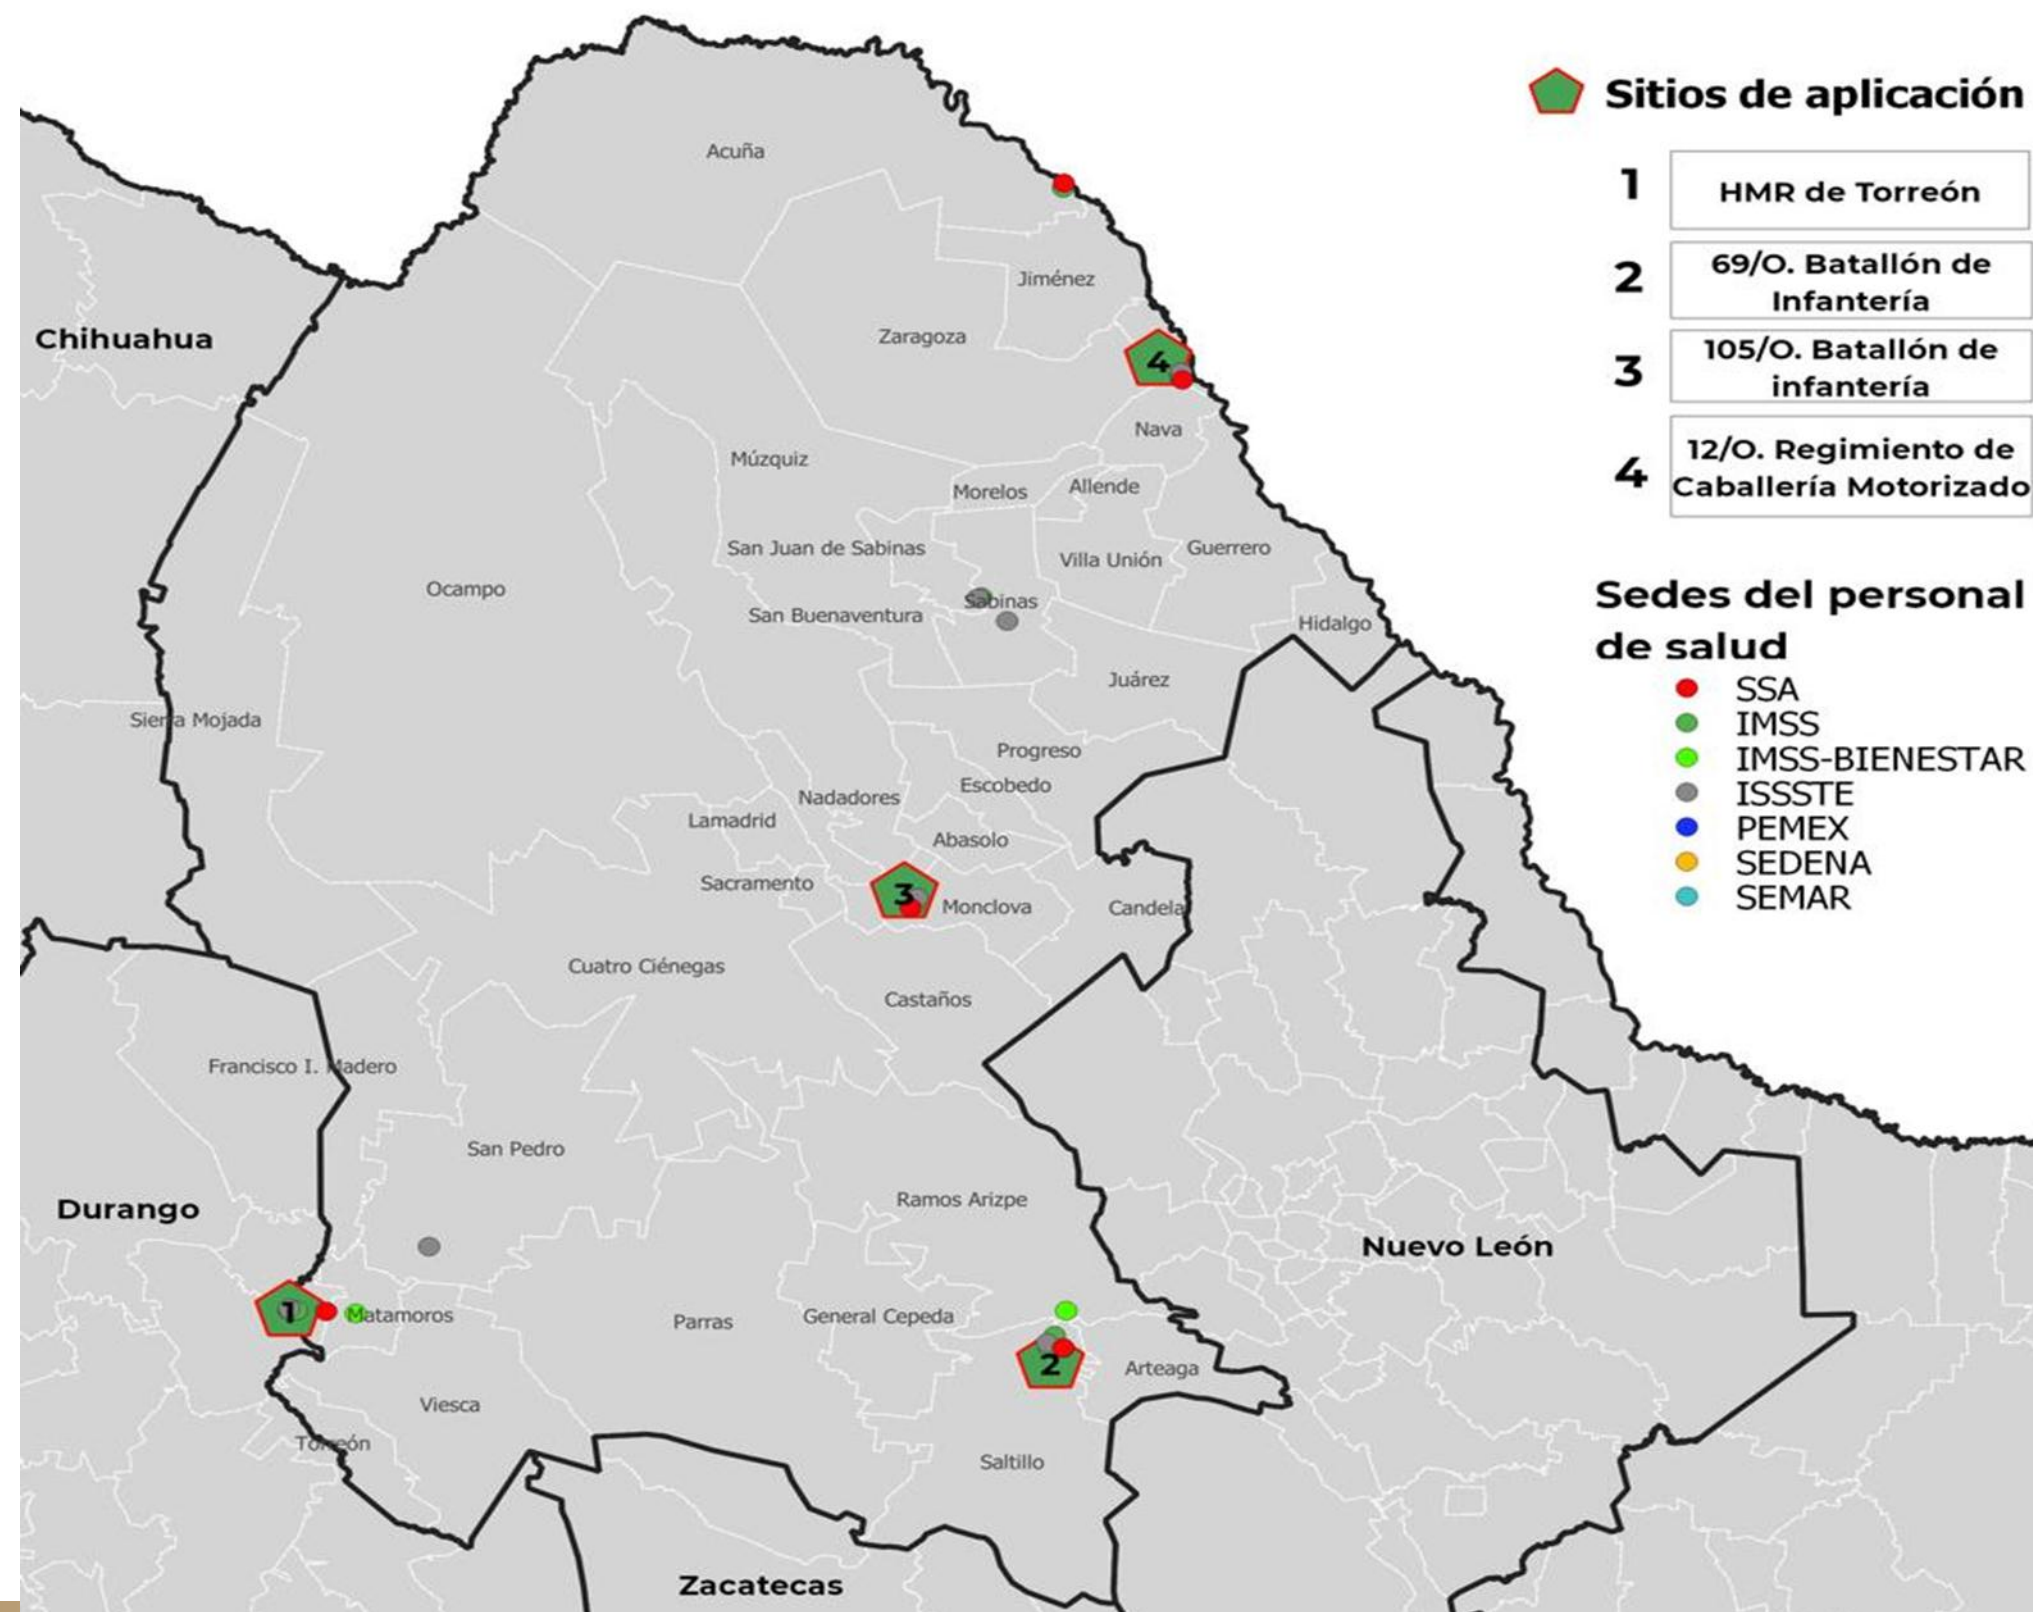 Sitios de aplicación
1
HMR de Torreón
2
69/O. Batallón de
Infantería
3
105/O. Batallón de
infantería
4
12/O. Regimiento de
Caballería Motorizado
Sedes del personal
de salud
SSA
IMSS
IMSS-BIENESTAR
ISSSTE
PEMEX
SEDENA
SEMAR
Acuña
Jiménez
Chihuahua
Zaragoza
4
Nava
Múzquiz
Morelos
Allende
San Juan de Sabinas
Villa Unión
Guerrero
Ocampo
Sabinas
San Buenaventura
Hidalgo
Juárez
Sierra Mojada
Progreso
Escobedo
Nadadores
Lamadrid
Abasolo
Sacramento
3
Monclova
Candela
Cuatro Ciénegas
Castaños
Francisco I. Madero
San Pedro
Ramos Arizpe
Durango
Nuevo León
1
Matamoros
Parras
General Cepeda
2
Arteaga
Viesca
Torreón
Saltillo
Zacatecas